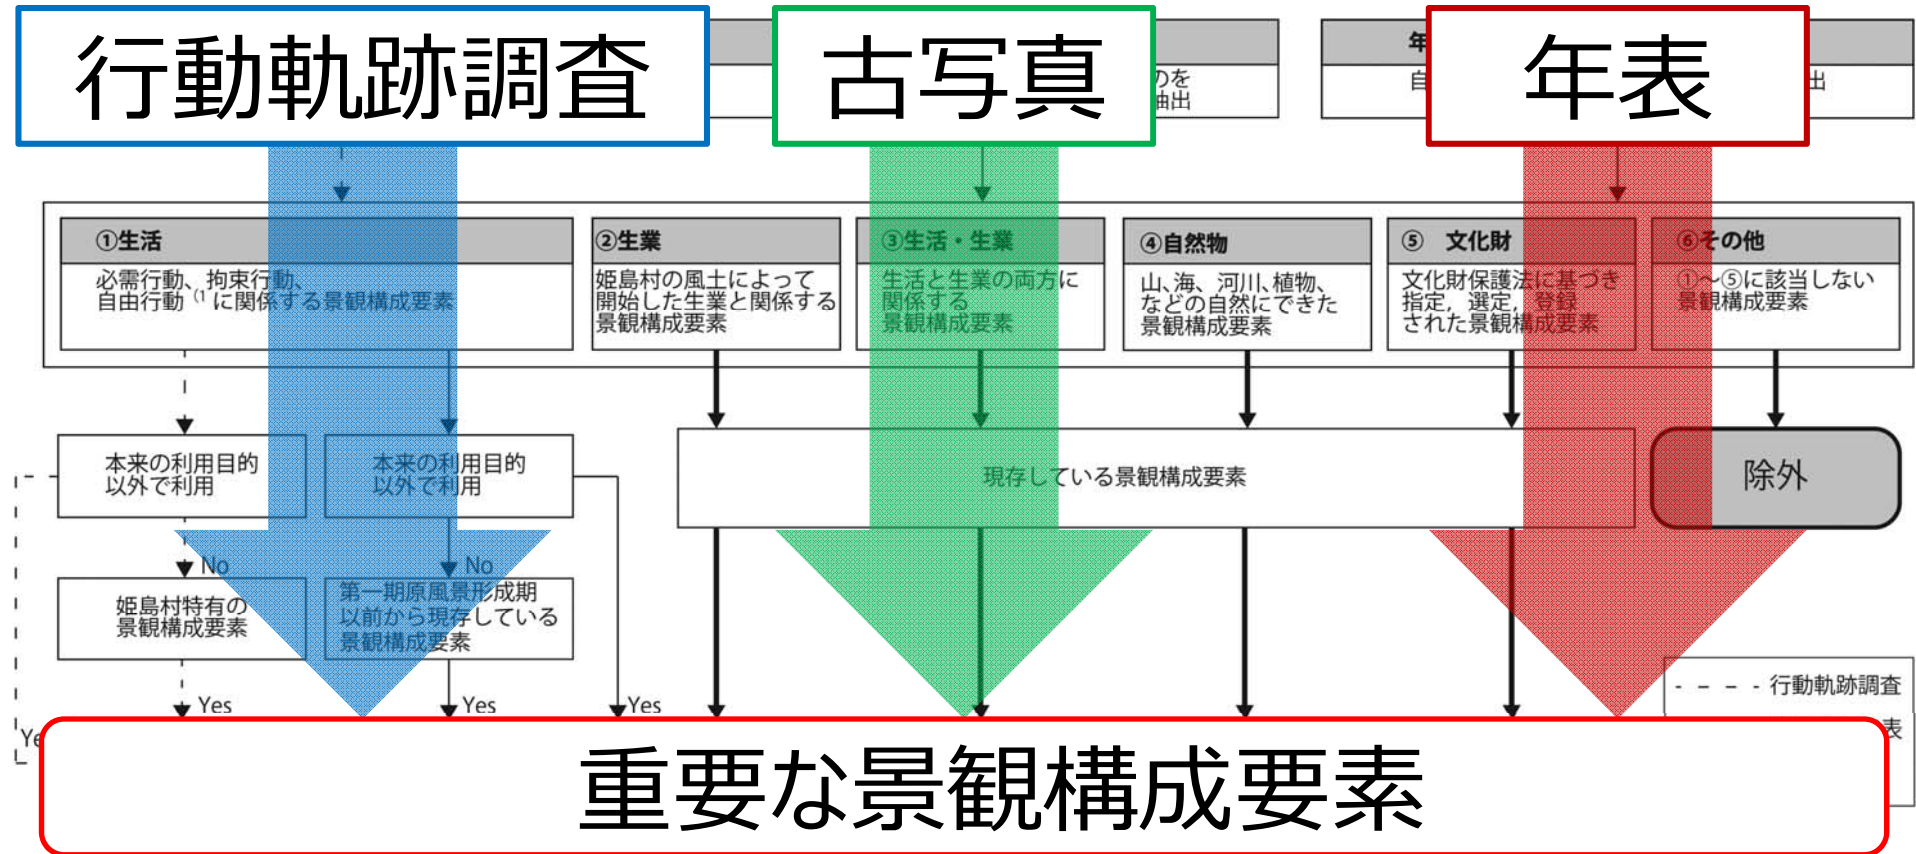 行動軌跡調査
古写真
年表
のを
抽出
年
自
出
①生活
必需行動、拘束行動、
自由行動(1に関係する景観構成要素
②生業
姫島村の風土によって
開始した生業と関係する
景観構成要素
③生活・生業
生活と生業の両方に
関係する
景観構成要素
④自然物
山、海、河川、植物、
などの自然にできた
景観構成要素
⑤ 文化財
文化財保護法に基づき
指定，選定，登録
された景観構成要素
⑥その他
①～⑤に該当しない
景観構成要素
本来の利用目的
以外で利用
本来の利用目的
以外で利用
現存している景観構成要素
除外
No
No
姫島村特有の
景観構成要素
第一期原風景形成期
以前から現存している
景観構成要素
Yes
Yes
Yes
Ye
行動軌跡調査
表
重要な景観構成要素